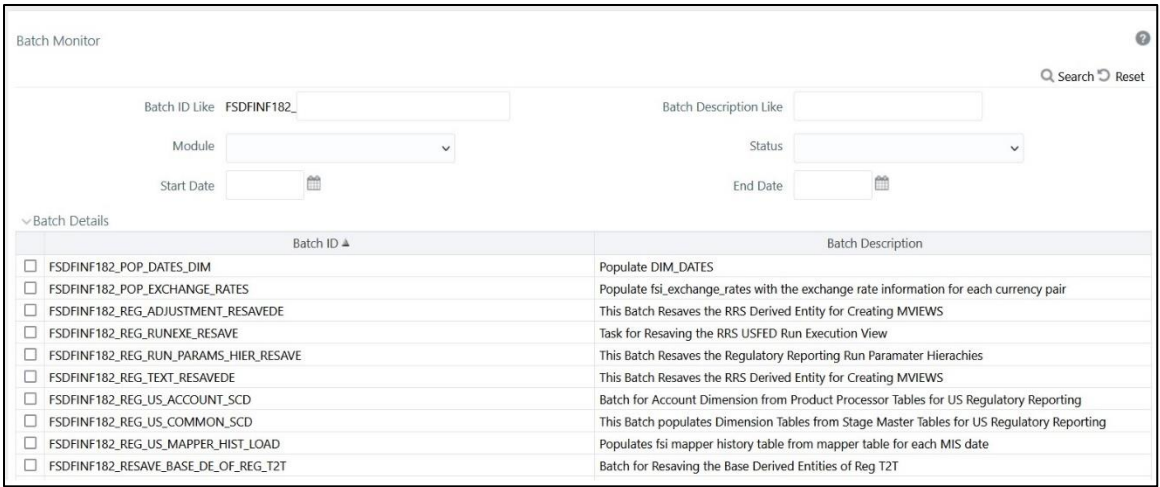 Batch Monitor
?
Search Reset
Batch ID Like FSDFINF182_ Batch Description Like
Module Status
Start Date End Date
Batch Details
Batch ID Batch Description
FSDFINF182_POP_DATES_DIM Populate DIM_DATES
FSDFINF182_POP_EXCHANGE_RATES Populate fsi_exchange_rates with the exchange rate information for each currency pair
FSDFINF182_REG_ADJUSTMENT_RESAVEDE This Batch Resaves the RRS Derived Entity for Creating MVIEWS
FSDFINF182_REG_RUNEXE_RESAVE Task for Resaving the RRS USFED Run Execution View
FSDFINF182_REG_RUN_PARAMS_HIER_RESAVE This Batch Resaves the Regulatory Reporting Run Paramater Hierachies
FSDFINF182_REG_TEXT_RESAVEDE This Batch Resaves the RRS Derived Entity for Creating MVIEWS
FSDFINF182_REG_US_ACCOUNT_SCD Batch for Account Dimension from Product Processor Tables for US Regulatory Reporting
FSDFINF182_REG_US_COMMON_SCD This Batch populates Dimension Tables from Stage Master Tables for US Regulatory Reporting
FSDFINF182_REG_US_MAPPER_HIST_LOAD Populates fsi mapper history table from mapper table for each MIS date
FSDFINF182_RESAVE_BASE_DE_OF_REG_T2T Batch for Resaving the Base Derived Entities of Reg T2T